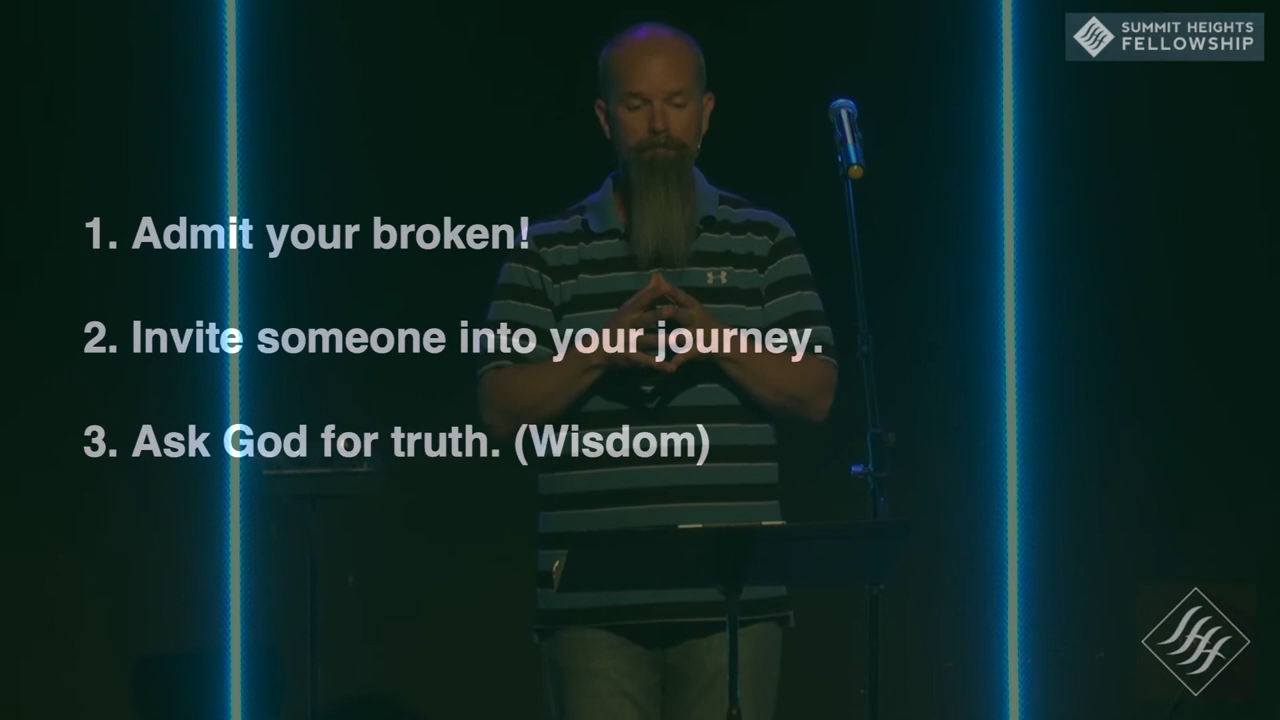 SUMMIT HEIGHTS
FELLOWSHIP
1. Admit your broken!
2. Invite someone into your journey.
3. Ask God for truth. (Wisdom)